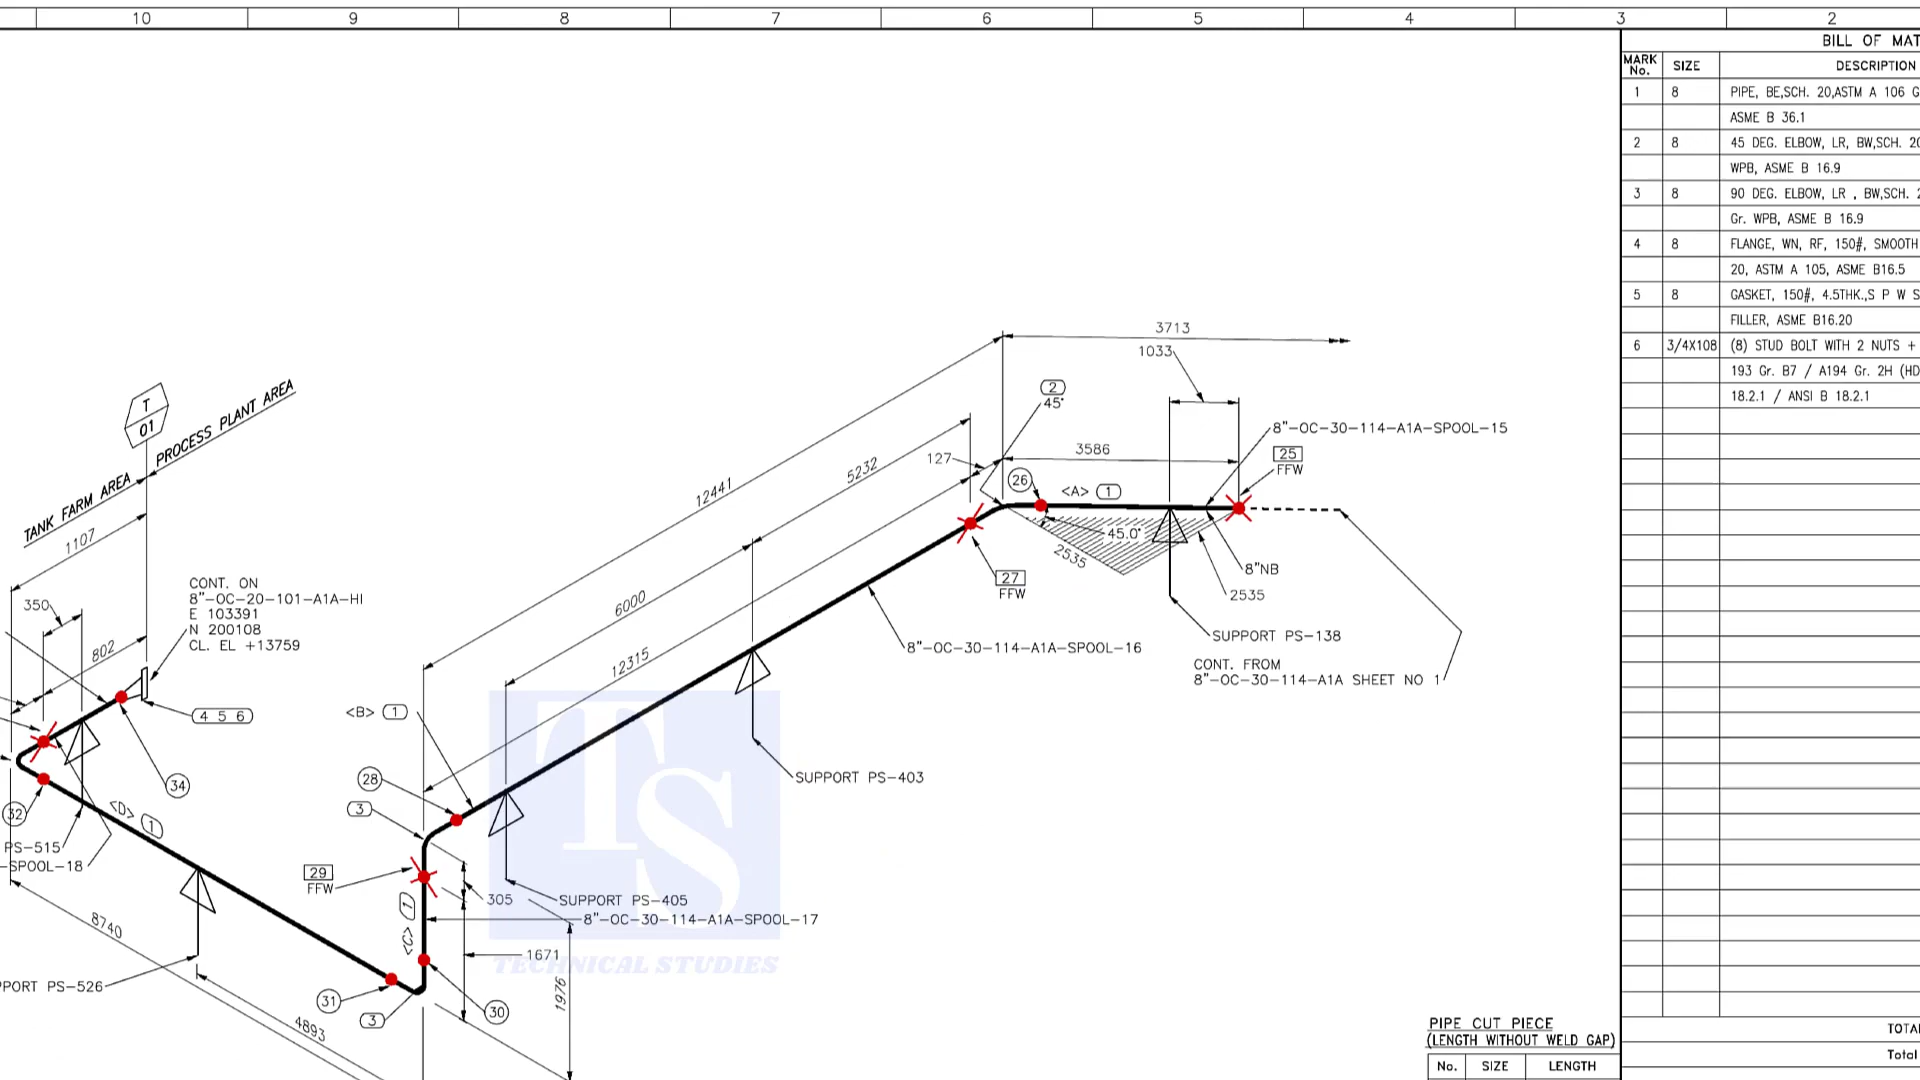 10 9 8 7 6 5 4 3 2
BILL OF MAT
MARK No. SIZE DESCRIPTION
1 8 PIPE, BE,SCH. 20,ASTM A 106 G
ASME B 36.1
2 8 45 DEG. ELBOW, LR, BW,SCH. 20
WPB, ASME B 16.9
3 8 90 DEG. ELBOW, LR , BW,SCH. 2
Gr. WPB, ASME B 16.9
4 8 FLANGE, WN, RF, 150#, SMOOTH
20, ASTM A 105, ASME B16.5
5 8 GASKET, 150#, 4.5THK.,S P W S
FILLER, ASME B16.20
6 3/4X108 (8) STUD BOLT WITH 2 NUTS +
193 Gr. B7 / A194 Gr. 2H (HD
18.2.1 / ANSI B 18.2.1
3713
1033
2
45°
T
01
PROCESS PLANT AREA
TANK FARM AREA
8"-OC-30-114-A1A-SPOOL-15
3586
25
FFW
127
5232
12441
26
<A> 1
45.0°
2535
8"NB
2535
27
FFW
1107
CONT. ON
8"-OC-20-101-A1A-HI
E 103391
N 200108
CL. EL +13759
350
802
6000
12315
8"-OC-30-114-A1A-SPOOL-16
SUPPORT PS-138
CONT. FROM
8"-OC-30-114-A1A SHEET NO 1
4 5 6
<B> 1
34
28
3
SUPPORT PS-403
32
<D> 1
PS-515
-SPOOL-18
29
FFW
305
SUPPORT PS-405
8"-OC-30-114-A1A-SPOOL-17
<C> 1
8740
1671
1976
TS
TECHNICAL STUDIES
PORT PS-526
31
3
30
4893
PIPE CUT PIECE
(LENGTH WITHOUT WELD GAP)
No. SIZE LENGTH
TOTA
Total